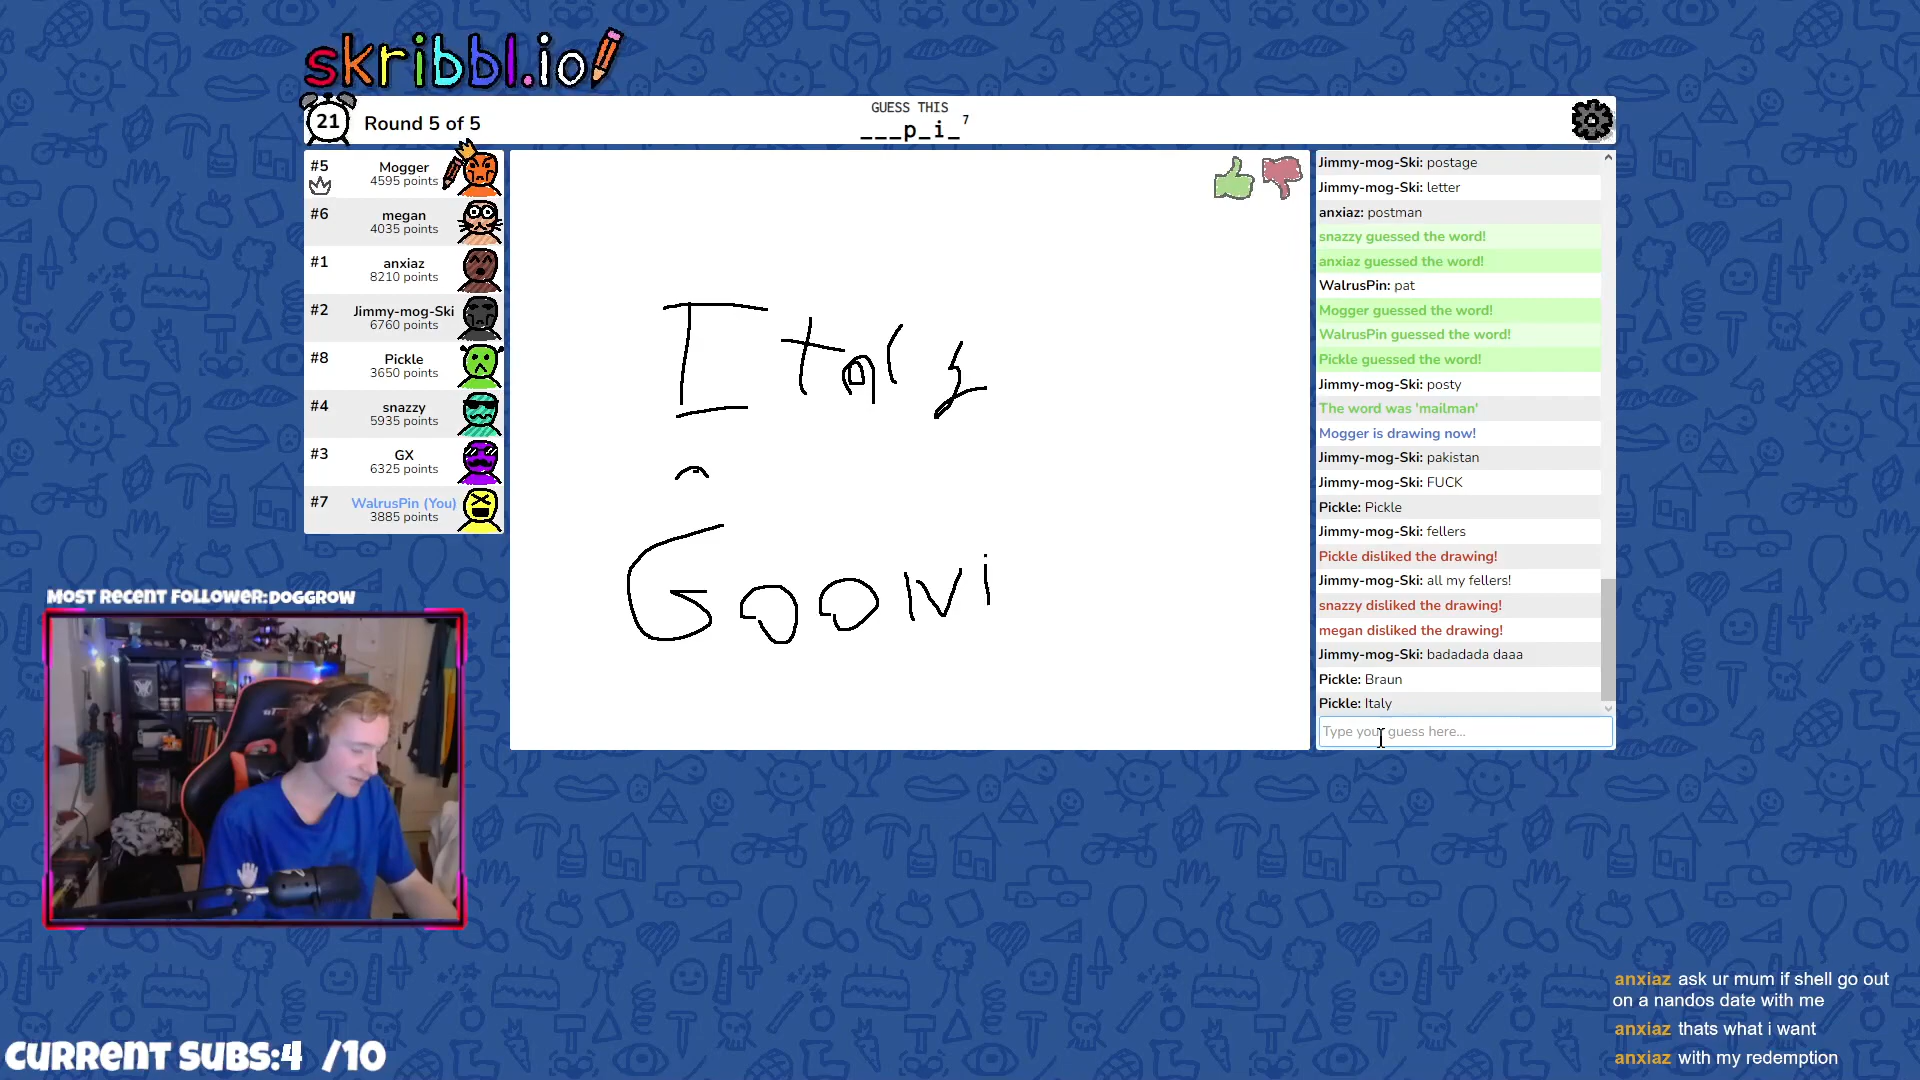 skribbl.io
21
Round 5 of 5
GUESS THIS
___p_i_ 7
#5 Mogger
4595 points
#6 megan
4035 points
#1 anxiaz
8210 points
#2 Jimmy-mog-Ski
6760 points
#8 Pickle
3650 points
#4 snazzy
5935 points
#3 GX
6325 points
#7 WalrusPin (You)
3885 points
Italy
Jimmy-mog-Ski: postage
Jimmy-mog-Ski: letter
anxiaz: postman
snazzy guessed the word!
anxiaz guessed the word!
WalrusPin: pat
Mogger guessed the word!
WalrusPin guessed the word!
Pickle guessed the word!
Jimmy-mog-Ski: posty
The word was 'mailman'
Mogger is drawing now!
Jimmy-mog-Ski: pakistan
Jimmy-mog-Ski: FUCK
Pickle: Pickle
Jimmy-mog-Ski: fellers
Pickle disliked the drawing!
Jimmy-mog-Ski: all my fellers!
snazzy disliked the drawing!
megan disliked the drawing!
Jimmy-mog-Ski: badadada daaa
Pickle: Braun
Pickle: Italy
Type your guess here...
MOST RECENT FOLLOWER:DOGGROW
CURRENT SUBS:4 /10
anxiaz ask ur mum if shell go out
on a nandos date with me
anxiaz thats what i want
anxiaz with my redemption